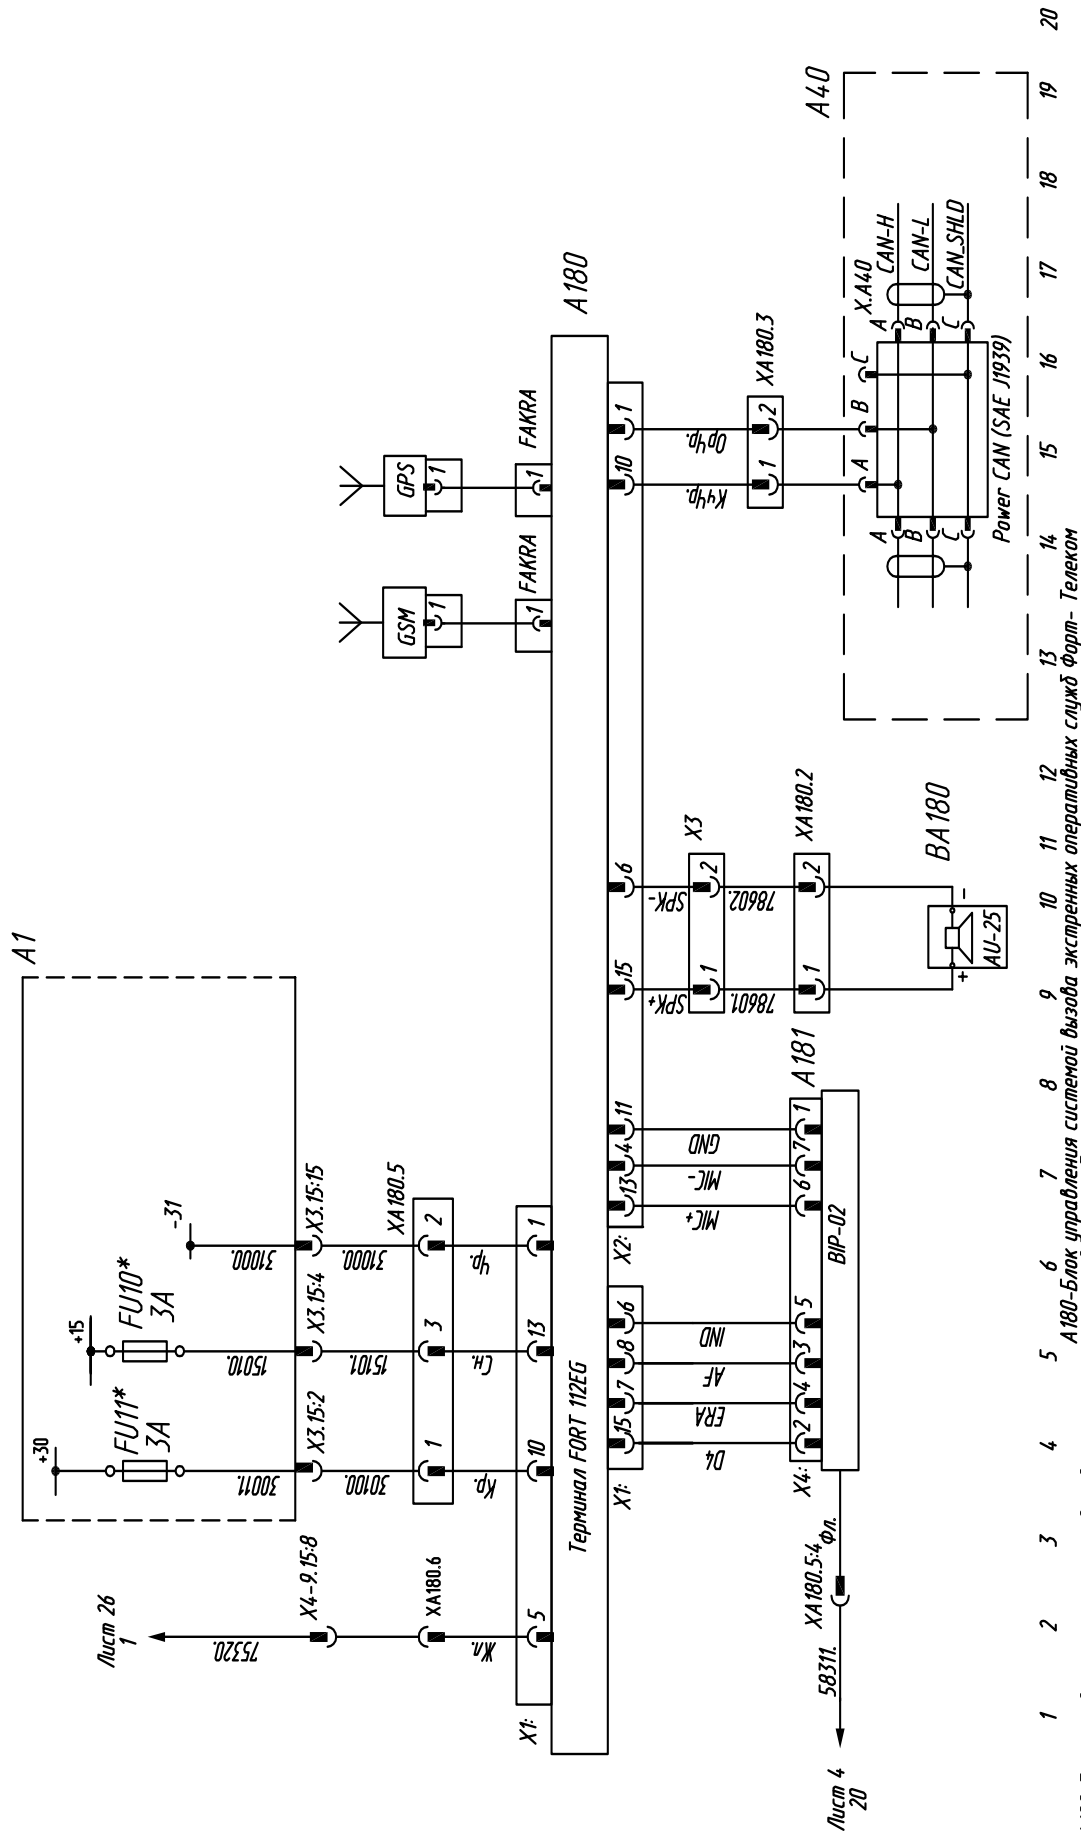 A1
+30
+15
-31
FU11*
3A
FU10*
3A
30011.
15010.
31000.
Лист 26
1
X4-9.15:8
X3.15:2
X3.15:4
X3.15:15
75320.
30100.
15101.
31000.
XA180.6
XA180.5
1
3
2
Жл.
Кр.
Сн.
Чр.
X1:
5
10
13
1
GSM
1
GPS
1
FAKRA
1
FAKRA
1
A180
Терминал FORT 112EG
X1:
15
7
8
6
X2:
13
4
11
15
6
10
1
D4
ERA
AF
IND
MIC+
MIC-
GND
SPK+
SPK-
КчЧр.
ОрЧр.
X3
1
2
78601.
78602.
XA180.2
1
2
XA180.3
1
2
X4:
2
4
3
5
6
7
1
A181
BIP-02
Фл.
XA180.5:4
58311.
Лист 4
20
BA180
+
-
AU-25
A40
X.A40
A
B
C
A
B
C
A
B
C
CAN-H
CAN-L
CAN_SHLD
Power CAN (SAE J1939)
1 2 3 4 5 6 7 8 9 10 11 12 13 14 15 16 17 18 19 20
A180-Блок управления системой вызова экстренных оперативных служб Форт- Телеком